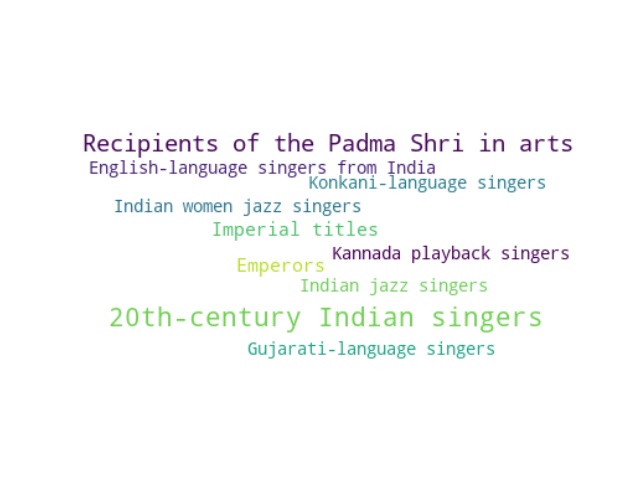 Recipients of the Padma Shri in arts
English-language singers from India
Konkani-language singers
Indian women jazz singers
Imperial titles
Kannada playback singers
Emperors
Indian jazz singers
20th-century Indian singers
Gujarati-language singers